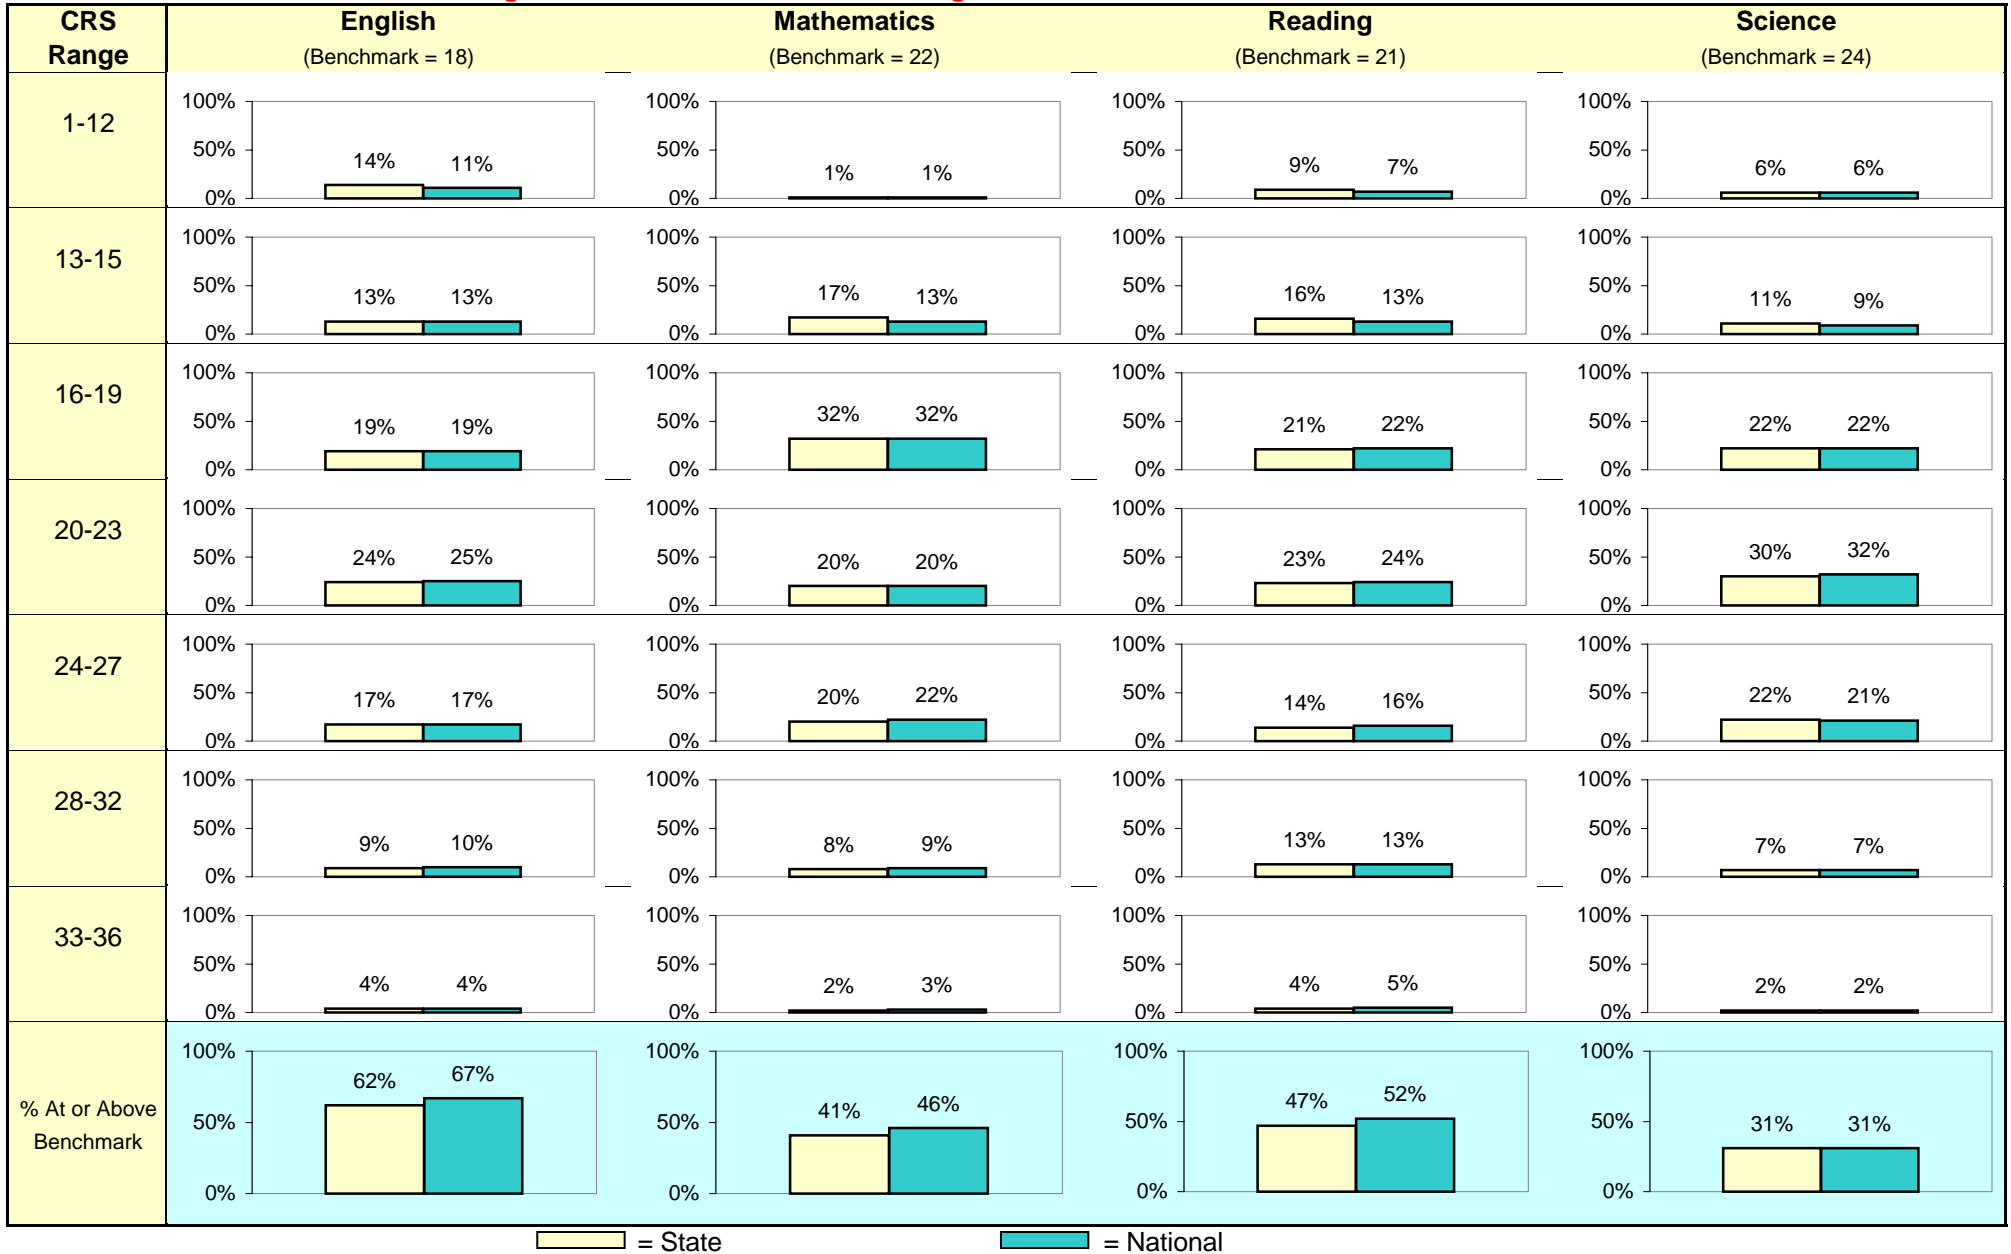 CRS Range
English
Mathematics
Reading
Science
(Benchmark = 18)
(Benchmark = 22)
(Benchmark = 21)
(Benchmark = 24)
1-12
100% 50% 0% 14% 11%
100% 50% 0% 1% 1%
100% 50% 0% 9% 7%
100% 50% 0% 6% 6%
13-15
100% 50% 0% 13% 13%
100% 50% 0% 17% 13%
100% 50% 0% 16% 13%
100% 50% 0% 11% 9%
16-19
100% 50% 0% 19% 19%
100% 50% 0% 32% 32%
100% 50% 0% 21% 22%
100% 50% 0% 22% 22%
20-23
100% 50% 0% 24% 25%
100% 50% 0% 20% 20%
100% 50% 0% 23% 24%
100% 50% 0% 30% 32%
24-27
100% 50% 0% 17% 17%
100% 50% 0% 20% 22%
100% 50% 0% 14% 16%
100% 50% 0% 22% 21%
28-32
100% 50% 0% 9% 10%
100% 50% 0% 8% 9%
100% 50% 0% 13% 13%
100% 50% 0% 7% 7%
33-36
100% 50% 0% 4% 4%
100% 50% 0% 2% 3%
100% 50% 0% 4% 5%
100% 50% 0% 2% 2%
% At or Above
Benchmark
100% 50% 0% 62% 67%
100% 50% 0% 41% 46%
100% 50% 0% 47% 52%
100% 50% 0% 31% 31%
= State
= National